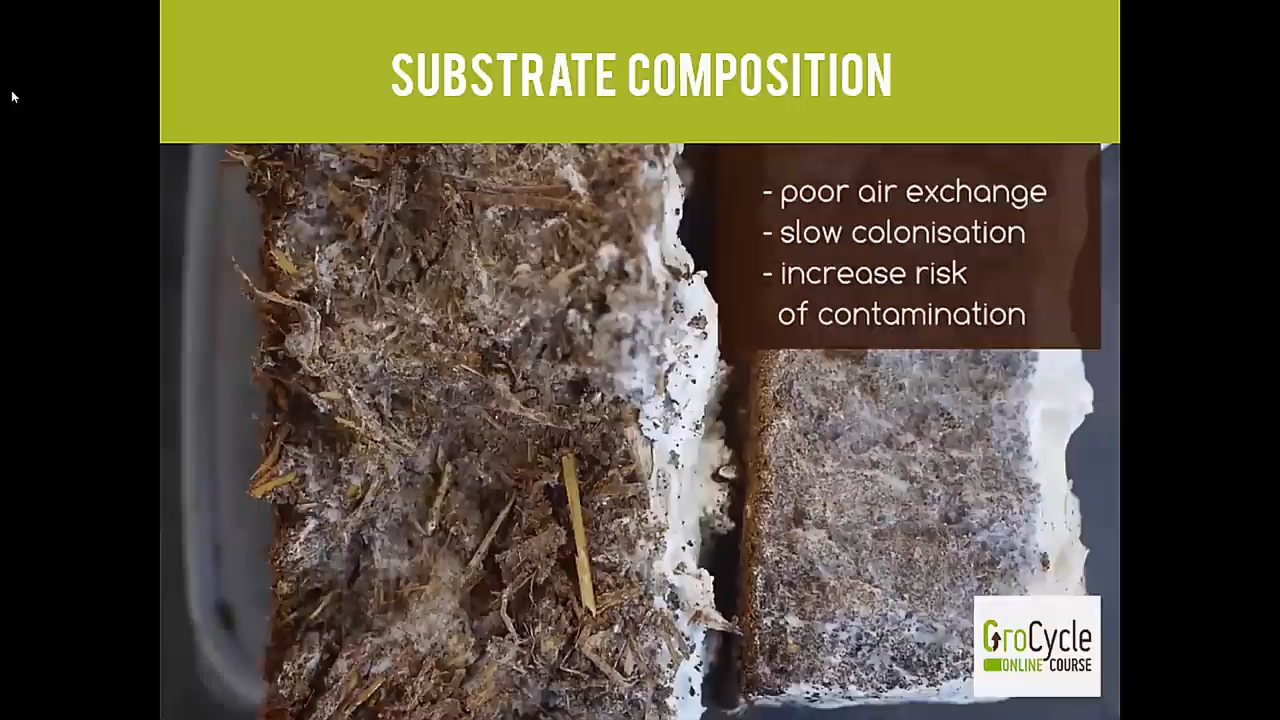 SUBSTRATE COMPOSITION
- poor air exchange
- slow colonisation
- increase risk
of contamination
GroCycle
ONLINE COURSE